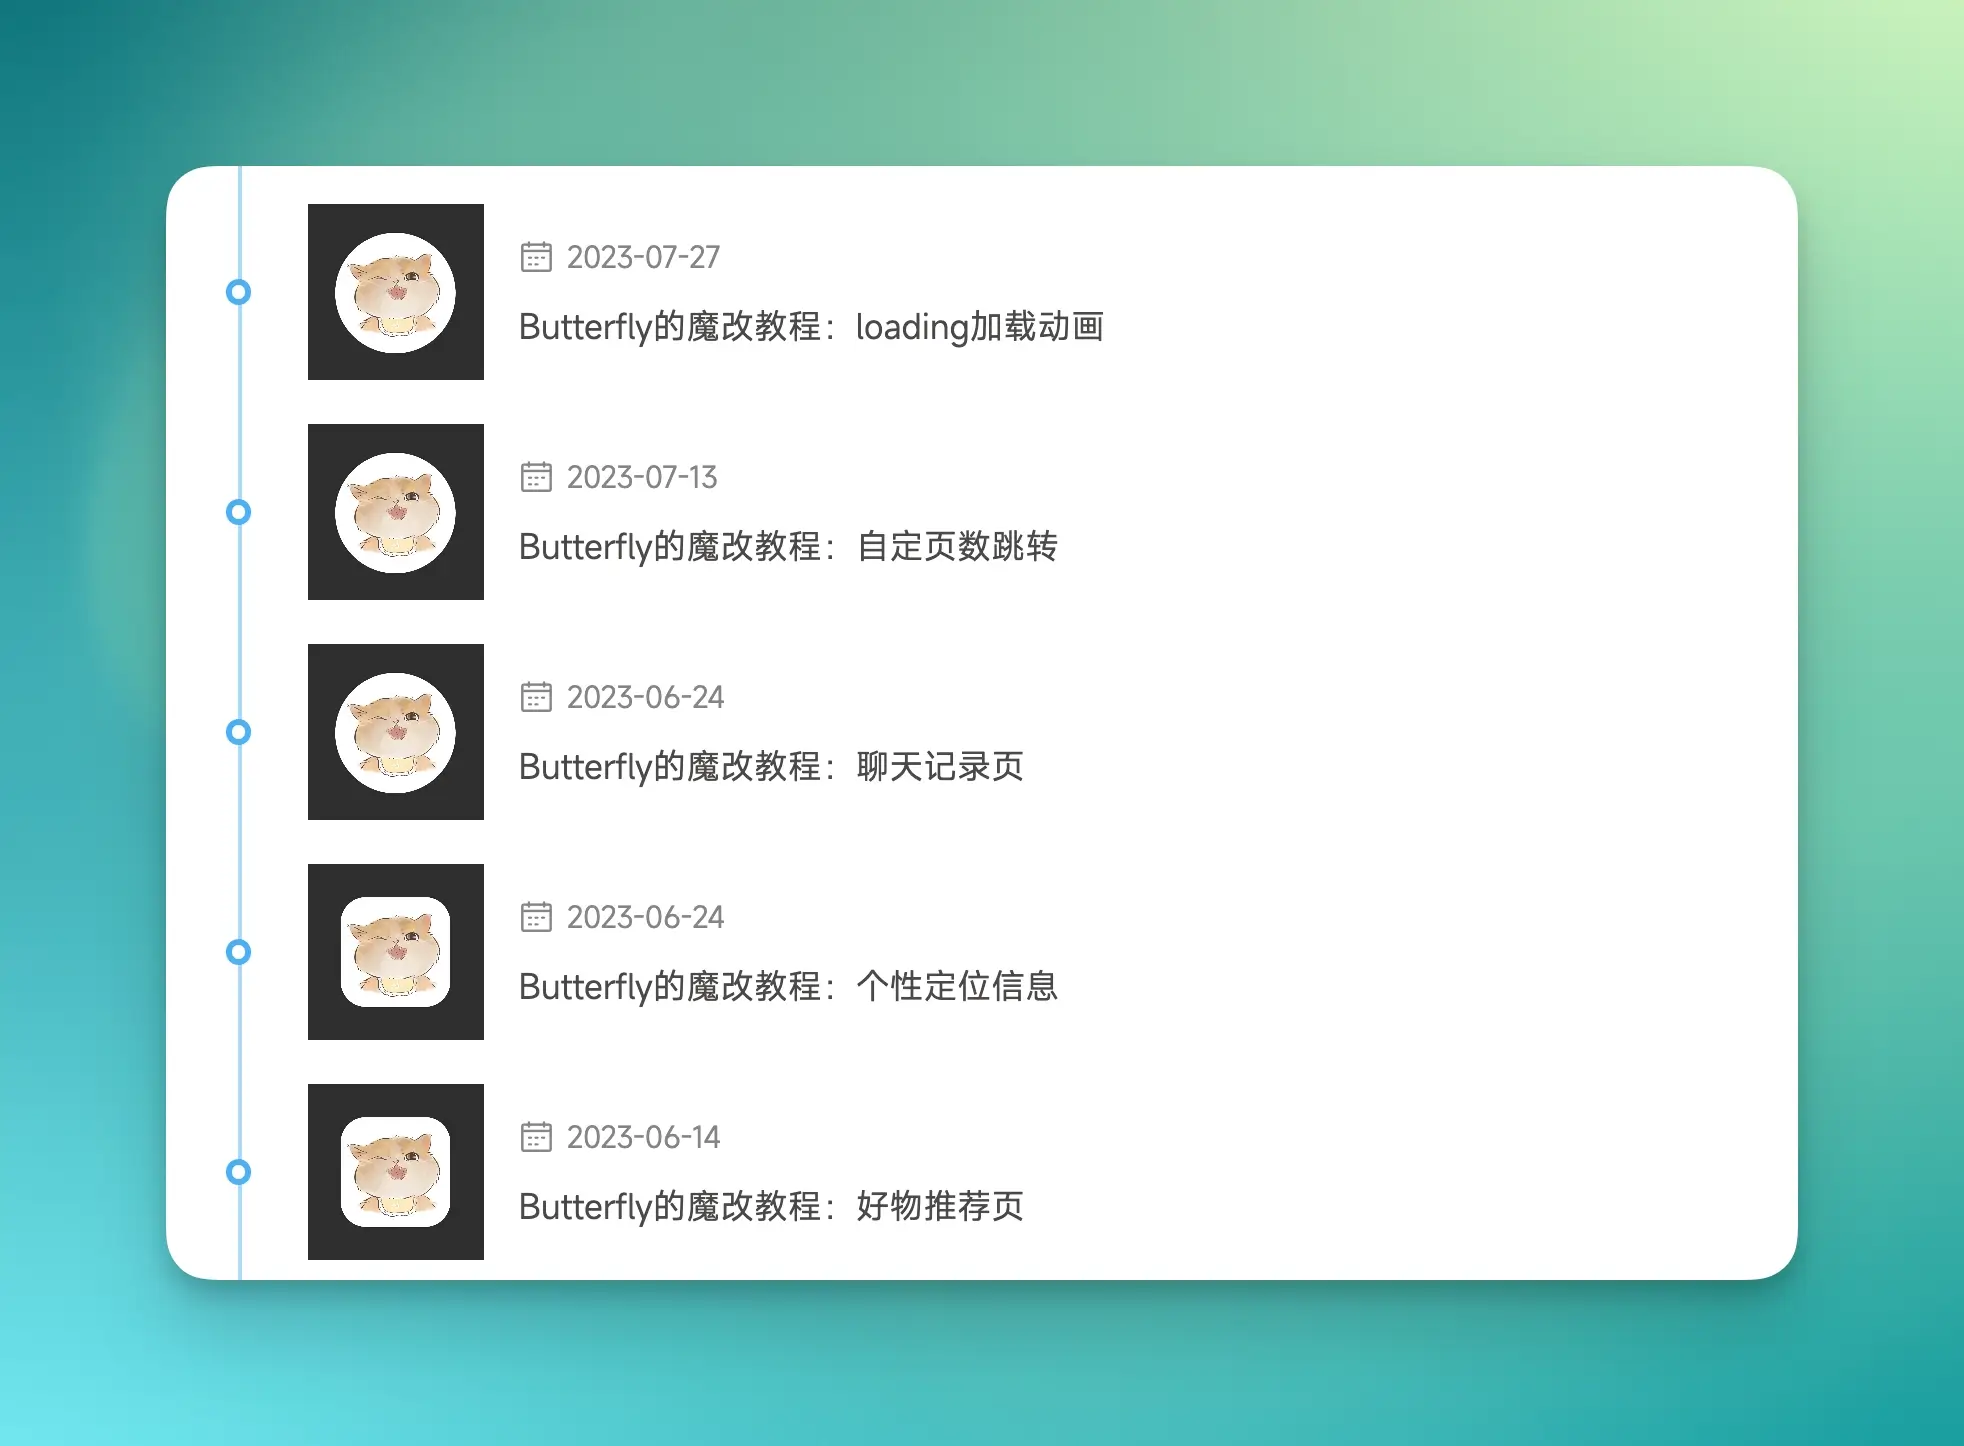 2023-07-27
Butterfly的魔改教程：loading加载动画
2023-07-13
Butterfly的魔改教程：自定页数跳转
2023-06-24
Butterfly的魔改教程：聊天记录页
2023-06-24
Butterfly的魔改教程：个性定位信息
2023-06-14
Butterfly的魔改教程：好物推荐页